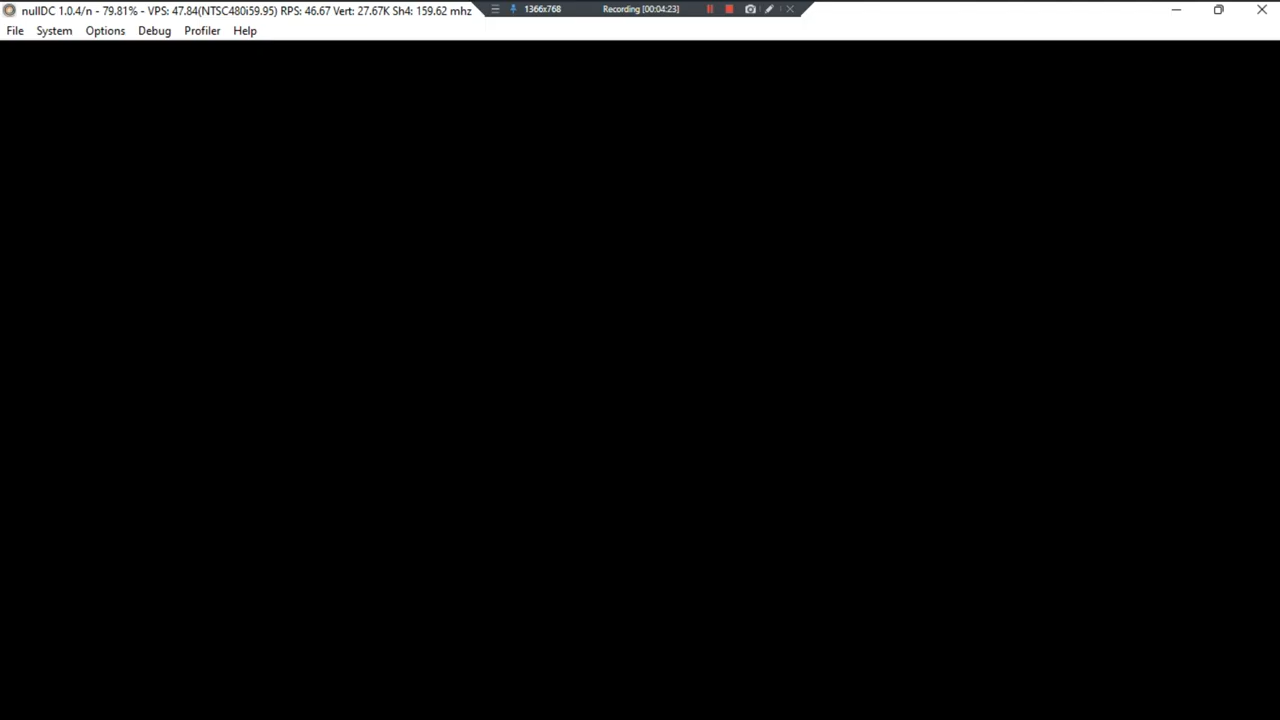 nullDC 1.0.4/n - 79.81% - VPS: 47.84(NTSC480i59.95) RPS: 46.67 Vert: 27.67K Sh4: 159.62 mhz
1366x768 Recording [00:04:23]
File System Options Debug Profiler Help